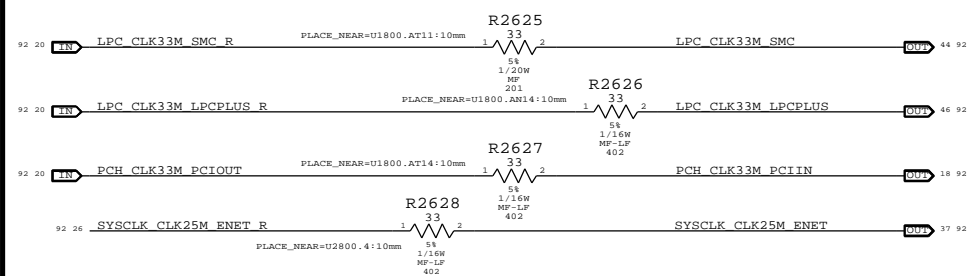 R2625
92 20 IN LPC_CLK33M_SMC_R PLACE_NEAR=U1800.AT11:10mm 1 33 2 LPC_CLK33M_SMC OUT 44 92
5%
1/20W
MF
201
R2626
92 20 IN LPC_CLK33M_LPCPLUS_R PLACE_NEAR=U1800.AN14:10mm 1 33 2 LPC_CLK33M_LPCPLUS OUT 46 92
5%
1/16W
MF-LF
402
R2627
92 20 IN PCH_CLK33M_PCIOUT PLACE_NEAR=U1800.AT14:10mm 1 33 2 PCH_CLK33M_PCIIN OUT 18 92
5%
1/16W
MF-LF
402
R2628
92 26 SYSCLK_CLK25M_ENET_R 1 33 2 SYSCLK_CLK25M_ENET OUT 37 92
PLACE_NEAR=U2800.4:10mm
5%
1/16W
MF-LF
402